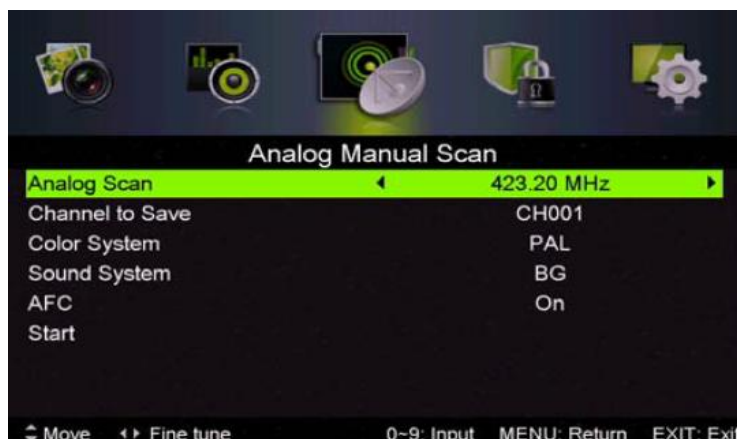 Analog Manual Scan
Analog Scan 423.20 MHz
Channel to Save CH001
Color System PAL
Sound System BG
AFC On
Start
Move Fine tune 0~9: Input MENU: Return EXIT: Exit